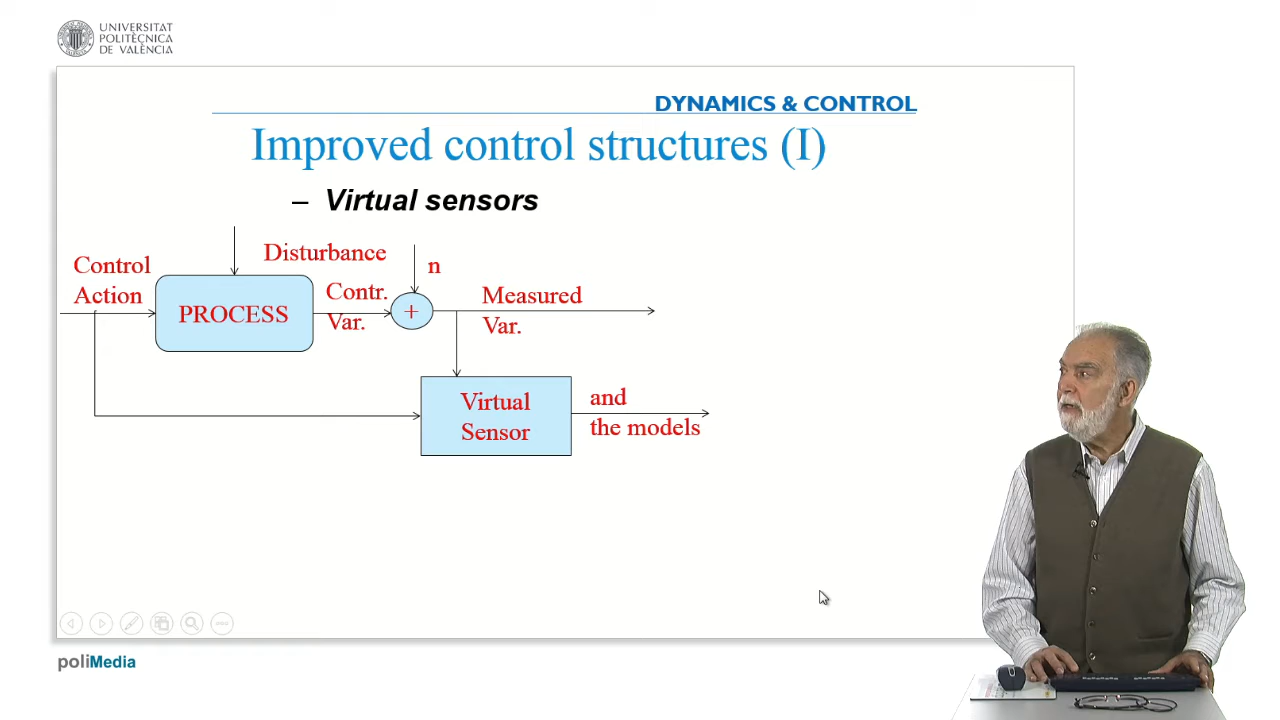 UNIVERSITAT
POLITÈCNICA
DE VALÈNCIA
DYNAMICS & CONTROL
Improved control structures (I)
– Virtual sensors
Control
Action
PROCESS
Disturbance
Contr.
Var.
n
+
Measured
Var.
Virtual
Sensor
and
the models
poliMedia